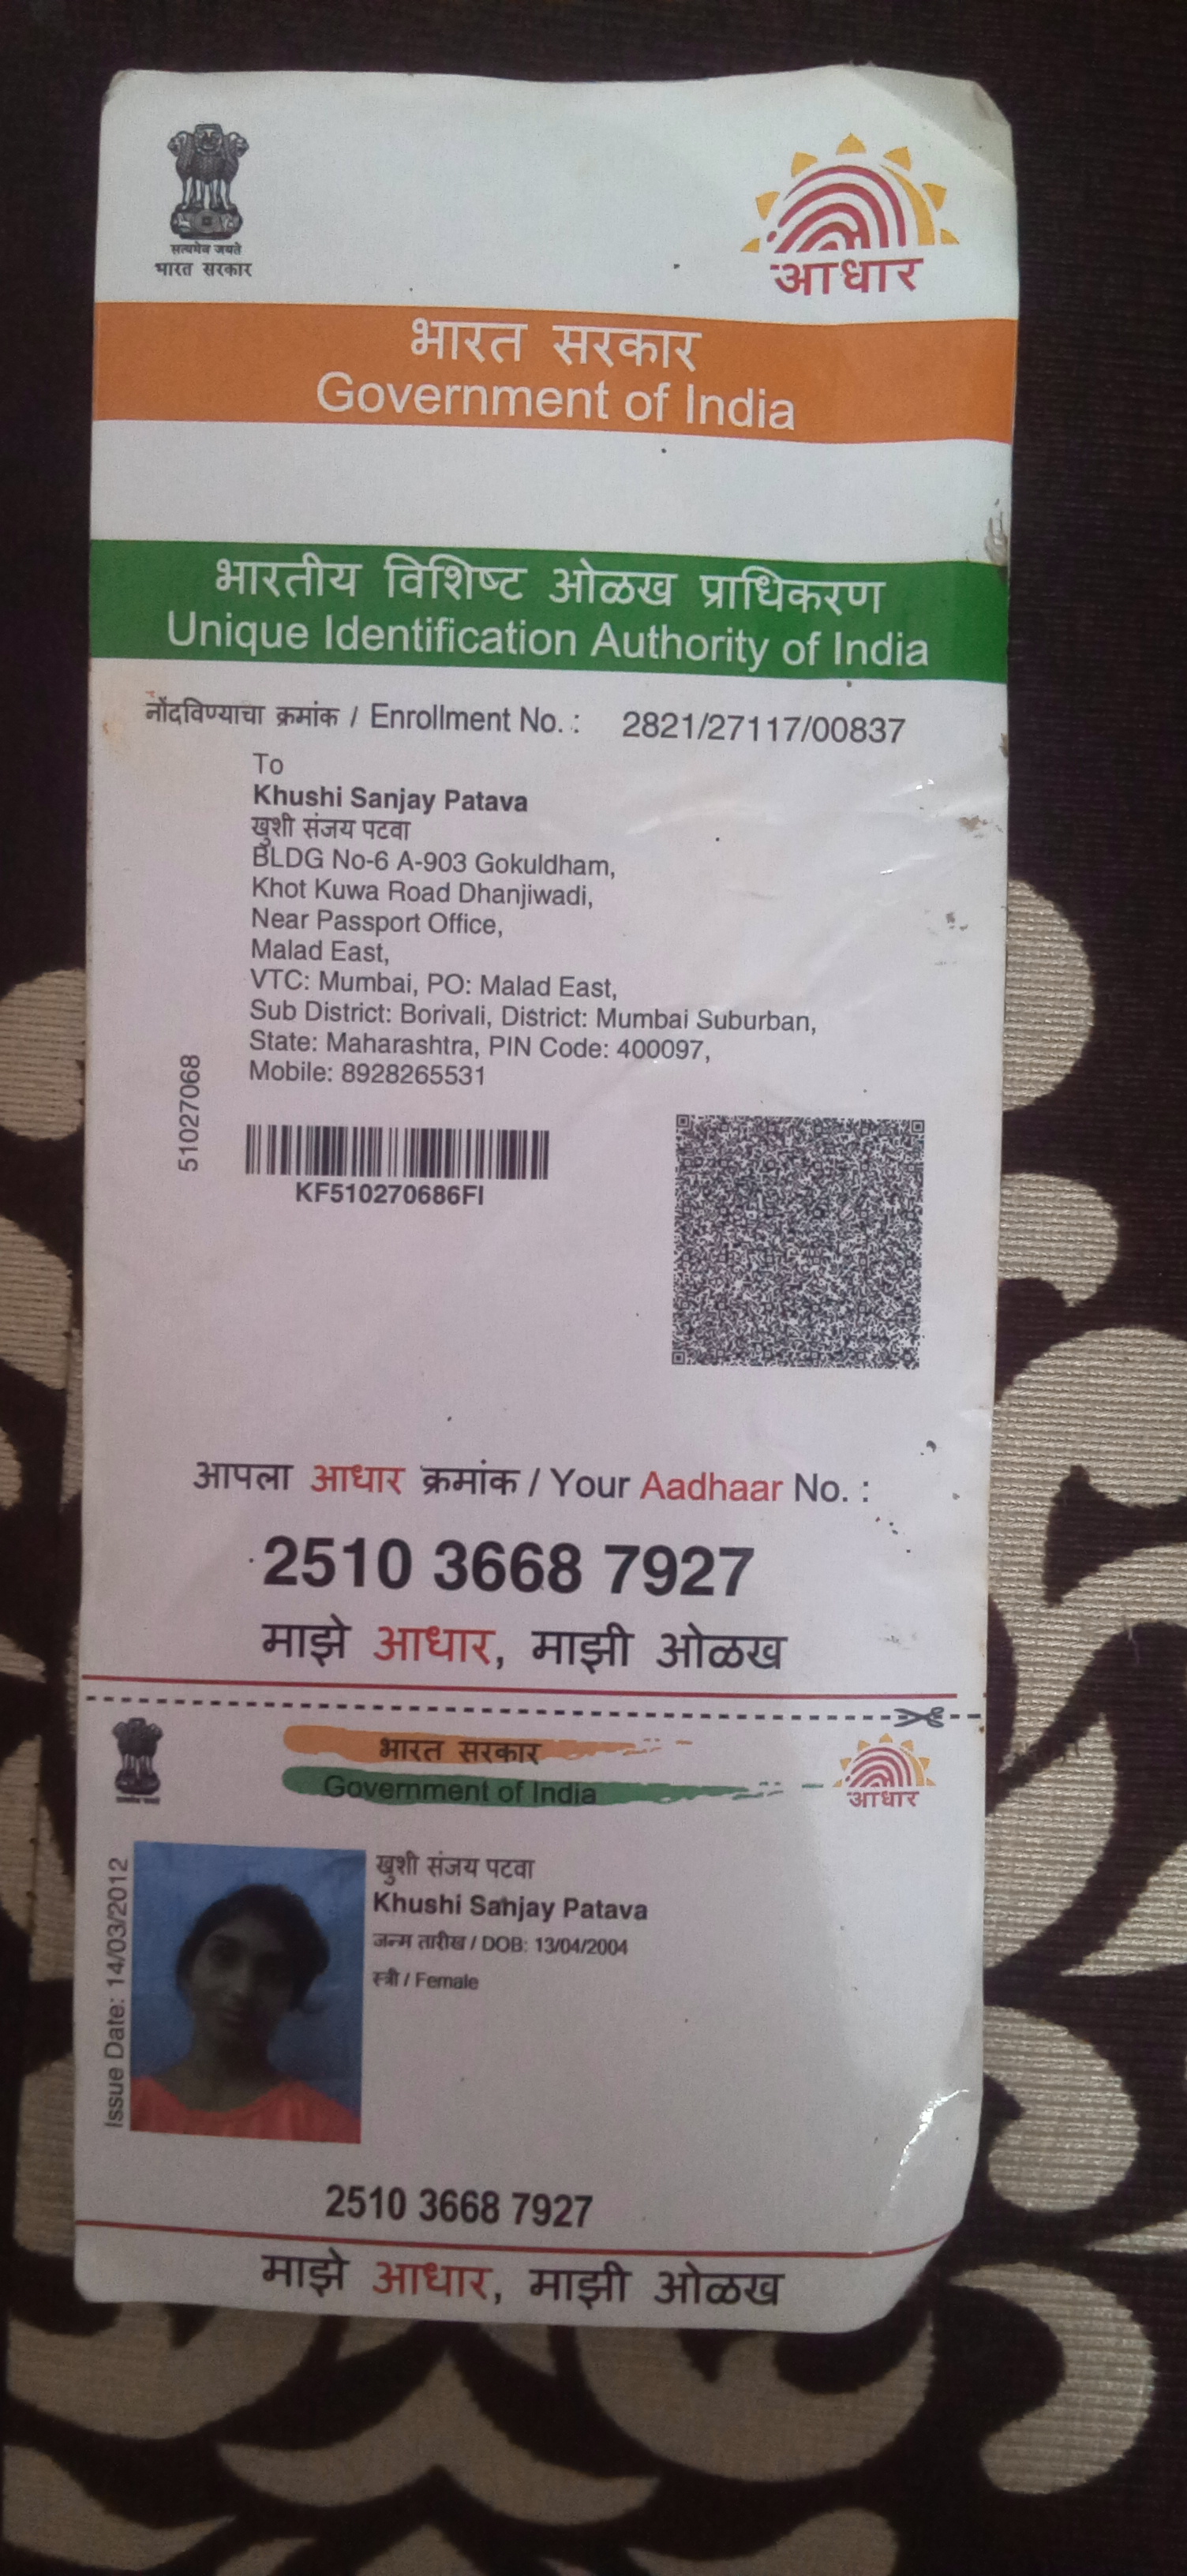 सत्यमेव जयते
भारत सरकार
आधार
भारत सरकार
Government of India
भारतीय विशिष्ट ओळख प्राधिकरण
Unique Identification Authority of India
नोंदविण्याचा क्रमांक / Enrollment No. : 2821/27117/00837
To
Khushi Sanjay Patava
खुशी संजय पटवा
BLDG No-6 A-903 Gokuldham,
Khot Kuwa Road Dhanjiwadi,
Near Passport Office,
Malad East,
VTC: Mumbai, PO: Malad East,
Sub District: Borivali, District: Mumbai Suburban,
State: Maharashtra, PIN Code: 400097,
Mobile: 8928265531
51027068
KF510270686FI
आपला आधार क्रमांक / Your Aadhaar No. :
2510 3668 7927
माझे आधार, माझी ओळख
भारत सरकार
Government of India
आधार
Issue Date: 14/03/2012
खुशी संजय पटवा
Khushi Sanjay Patava
जन्म तारीख / DOB: 13/04/2004
स्त्री / Female
2510 3668 7927
माझे आधार, माझी ओळख